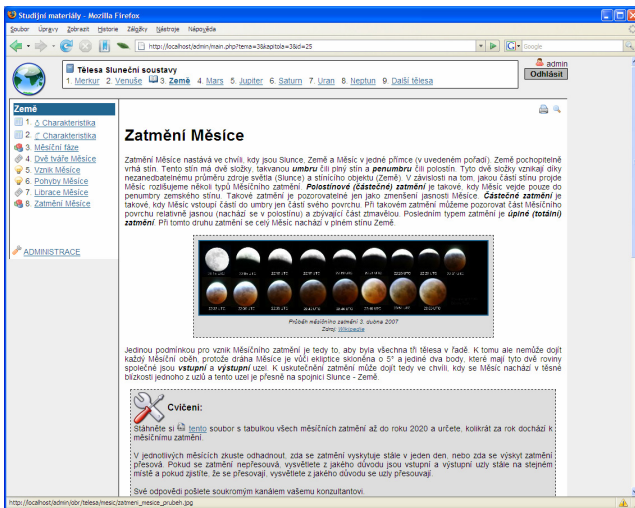 Studijní materiály - Mozilla Firefox
Soubor Úpravy Zobrazit Historie Záložky Nástroje Nápověda
http://localhost/admin/main.php?tema=3&kapitola=3&id=25
Google
Tělesa Sluneční soustavy
1. Merkur 2. Venuše 3. Země 4. Mars 5. Jupiter 6. Saturn 7. Uran 8. Neptun 9. Další tělesa
admin
Odhlásit
Země
1. Charakteristika
2. Charakteristika
3. Měsíční fáze
4. Dvě tváře Měsíce
5. Vznik Měsíce
6. Pohyby Měsíce
7. Librace Měsíce
8. Zatmění Měsíce
ADMINISTRACE
Zatmění Měsíce
Zatmění Měsíce nastává ve chvíli, kdy jsou Slunce, Země a Měsíc v jedné přímce (v uvedeném pořadí). Země pochopitelně
vrhá stín. Tento stín má dvě složky, takvanou umbru čili plný stín a penumbru čili polostín. Tyto dvě složky vznikají díky
nezanedbatelnému průměru zdroje světla (Slunce) a stínícího objektu (Země). V závislosti na tom, jakou částí stínu projde
Měsíc rozlišujeme několi typů Měsíčního zatmění. Polostínové (částečné) zatmění je takové, kdy Měsíc vejde pouze do
penumbry zemského stínu. Takové zatmění je pozorovatelné jen jako zmenšení jasnosti Měsíce. Částečné zatmění je
takové, kdy Měsíc vstoupí částí do umbry jen částí svého povrchu. Při takovém zatmění můžeme pozorovat část Měsíčního
povrchu relativně jasnou (nachází se v polostínu) a zbývající část ztmavělou. Posledním typem zatmění je úplné (totální)
zatmění. Při tomto druhu zatmění se celý Měsíc nachází v plném stínu Země.
Průběh měsíčního zatmění 3. dubna 2007
Zdroj: Wikipedia
Jedinou podmínkou pro vznik Měsíčního zatmění je tedy to, aby byla všechna tři tělesa v řadě. K tomu ale nemůže dojít
každý Měsíční oběh, protože dráha Měsíce je vůči ekliptice skloněna o 5° a jediné dva body, které mají tyto dvě roviny
společné jsou vstupní a výstupní uzel. K uskutečnění zatmění může dojít tedy ve chvíli, kdy se Měsíc nachází v těsné
blízkosti jednoho z uzlů a tento uzel je přesně na spojnici Slunce - Země.
Cvičení:
Stáhněte si tento soubor s tabulkou všech měsíčních zatmění až do roku 2020 a určete, kolikrát za rok dochází k
měsíčnímu zatmění.
V jednotlivých měsících zkuste odhadnout, zda se zatmění vyskytuje stále v jeden den, nebo zda se výskyt zatmění
přesová. Pokud se zatmění nepřesouvá, vysvětlete z jakého důvodu jsou vstupní a výstupní uzly stále na stejném
místě a pokud zjistíte, že se přesovají, vysvětlete z jakého důvodu se uzly přesouvají.
Své odpovědi pošlete soukromým kanálem vašemu konzultantovi.
http://localhost/admin/obr/telesa/mesic/zatmeni_mesice_prubeh.jpg